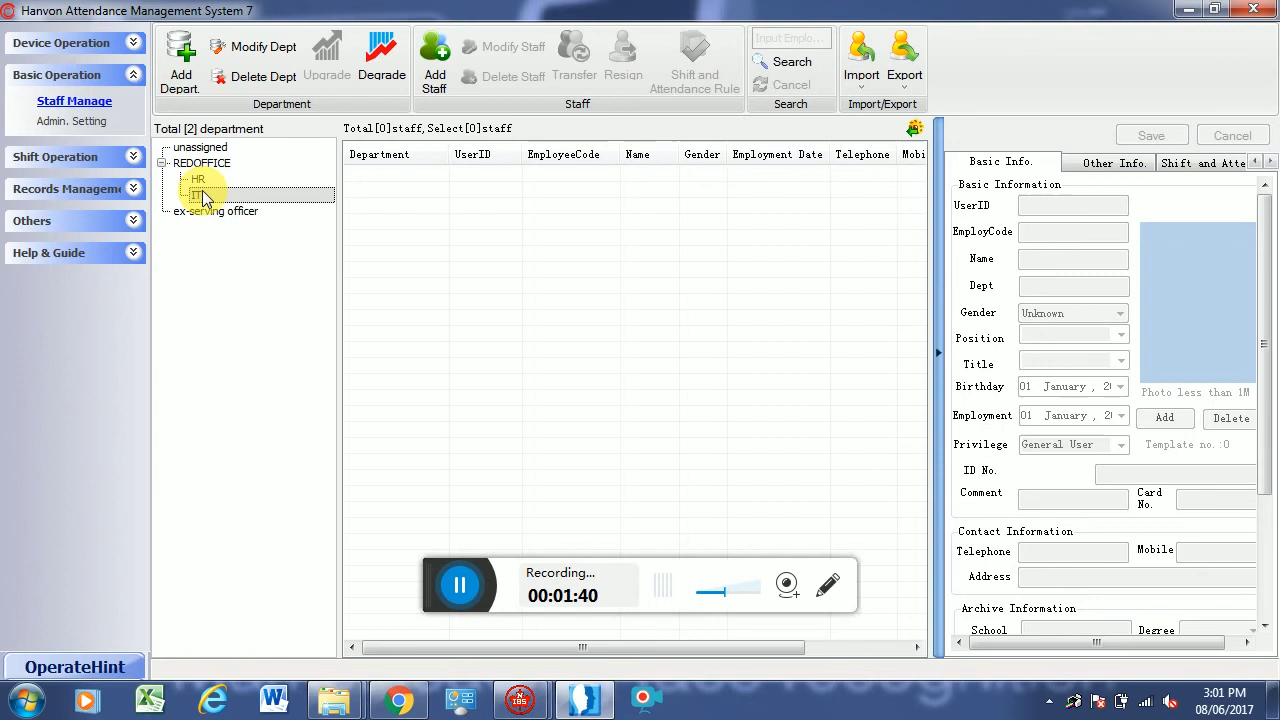 Hanvon Attendance Management System 7
Device Operation
Basic Operation
Staff Manage
Admin. Setting
Shift Operation
Records Manageme
Others
Help & Guide
OperateHint
Add Depart.
Modify Dept
Delete Dept
Upgrade
Degrade
Department
Add Staff
Modify Staff
Delete Staff
Transfer
Resign
Shift and Attendance Rule
Staff
Input Emplo...
Search
Cancel
Search
Import
Export
Import/Export
Total [2] department
unassigned
REDOFFICE
HR
IT
ex-serving officer
Total[0]staff,Select[0]staff
Department UserID EmployeeCode Name Gender Employment Date Telephone Mobi
Save Cancel
Basic Info. Other Info. Shift and Atte
Basic Information
UserID
EmployCode
Name
Dept
Gender Unknown
Position
Title
Birthday 01 January , 20
Photo less than 1M
Employment 01 January , 20 Add Delete
Privilege General User Template no.:0
ID No.
Comment Card No.
Contact Information
Telephone Mobile
Address
Archive Information
School Degree
Recording...
00:01:40
3:01 PM
08/06/2017